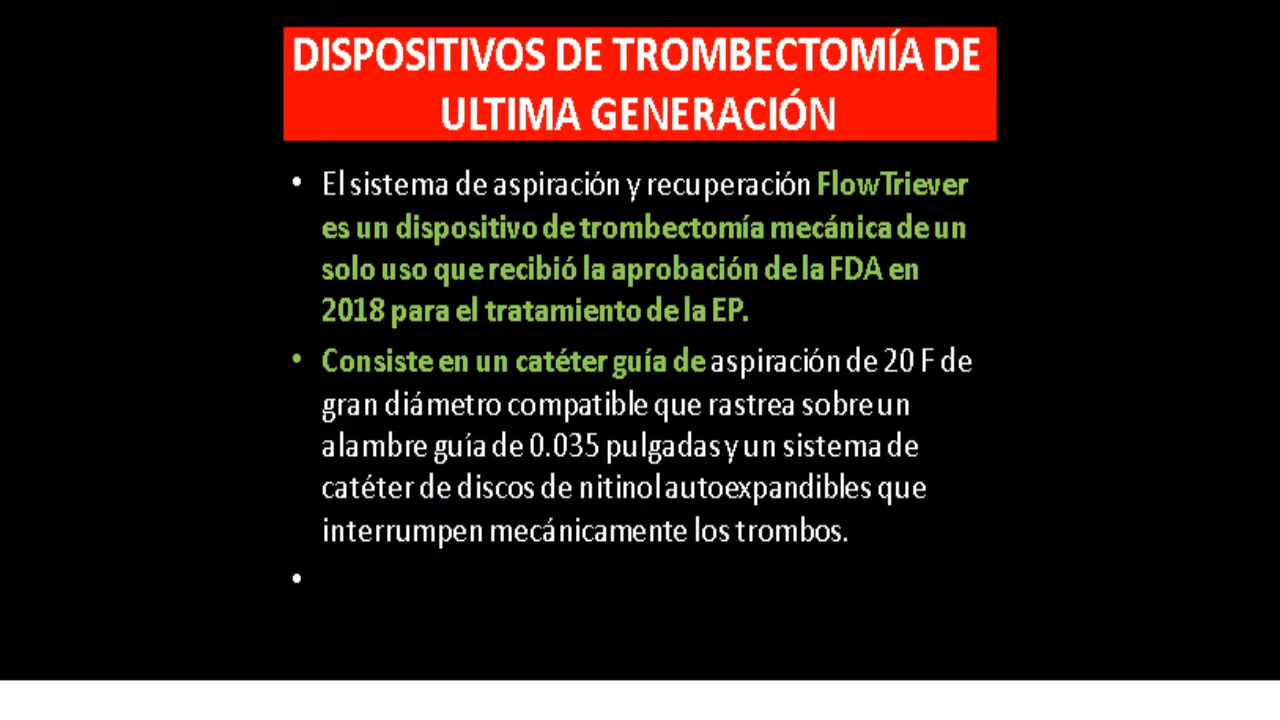 DISPOSITIVOS DE TROMBECTOMÍA DE
ULTIMA GENERACIÓN
• El sistema de aspiración y recuperación FlowTriever
es un dispositivo de trombectomía mecánica de un
solo uso que recibió la aprobación de la FDA en
2018 para el tratamiento de la EP.
• Consiste en un catéter guía de aspiración de 20 F de
gran diámetro compatible que rastrea sobre un
alambre guía de 0.035 pulgadas y un sistema de
catéter de discos de nitinol autoexpandibles que
interrumpen mecánicamente los trombos.
•